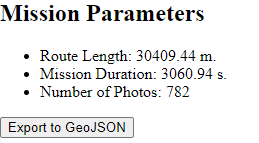 Mission Parameters
Route Length: 30409.44 m.
Mission Duration: 3060.94 s.
Number of Photos: 782
Export to GeoJSON